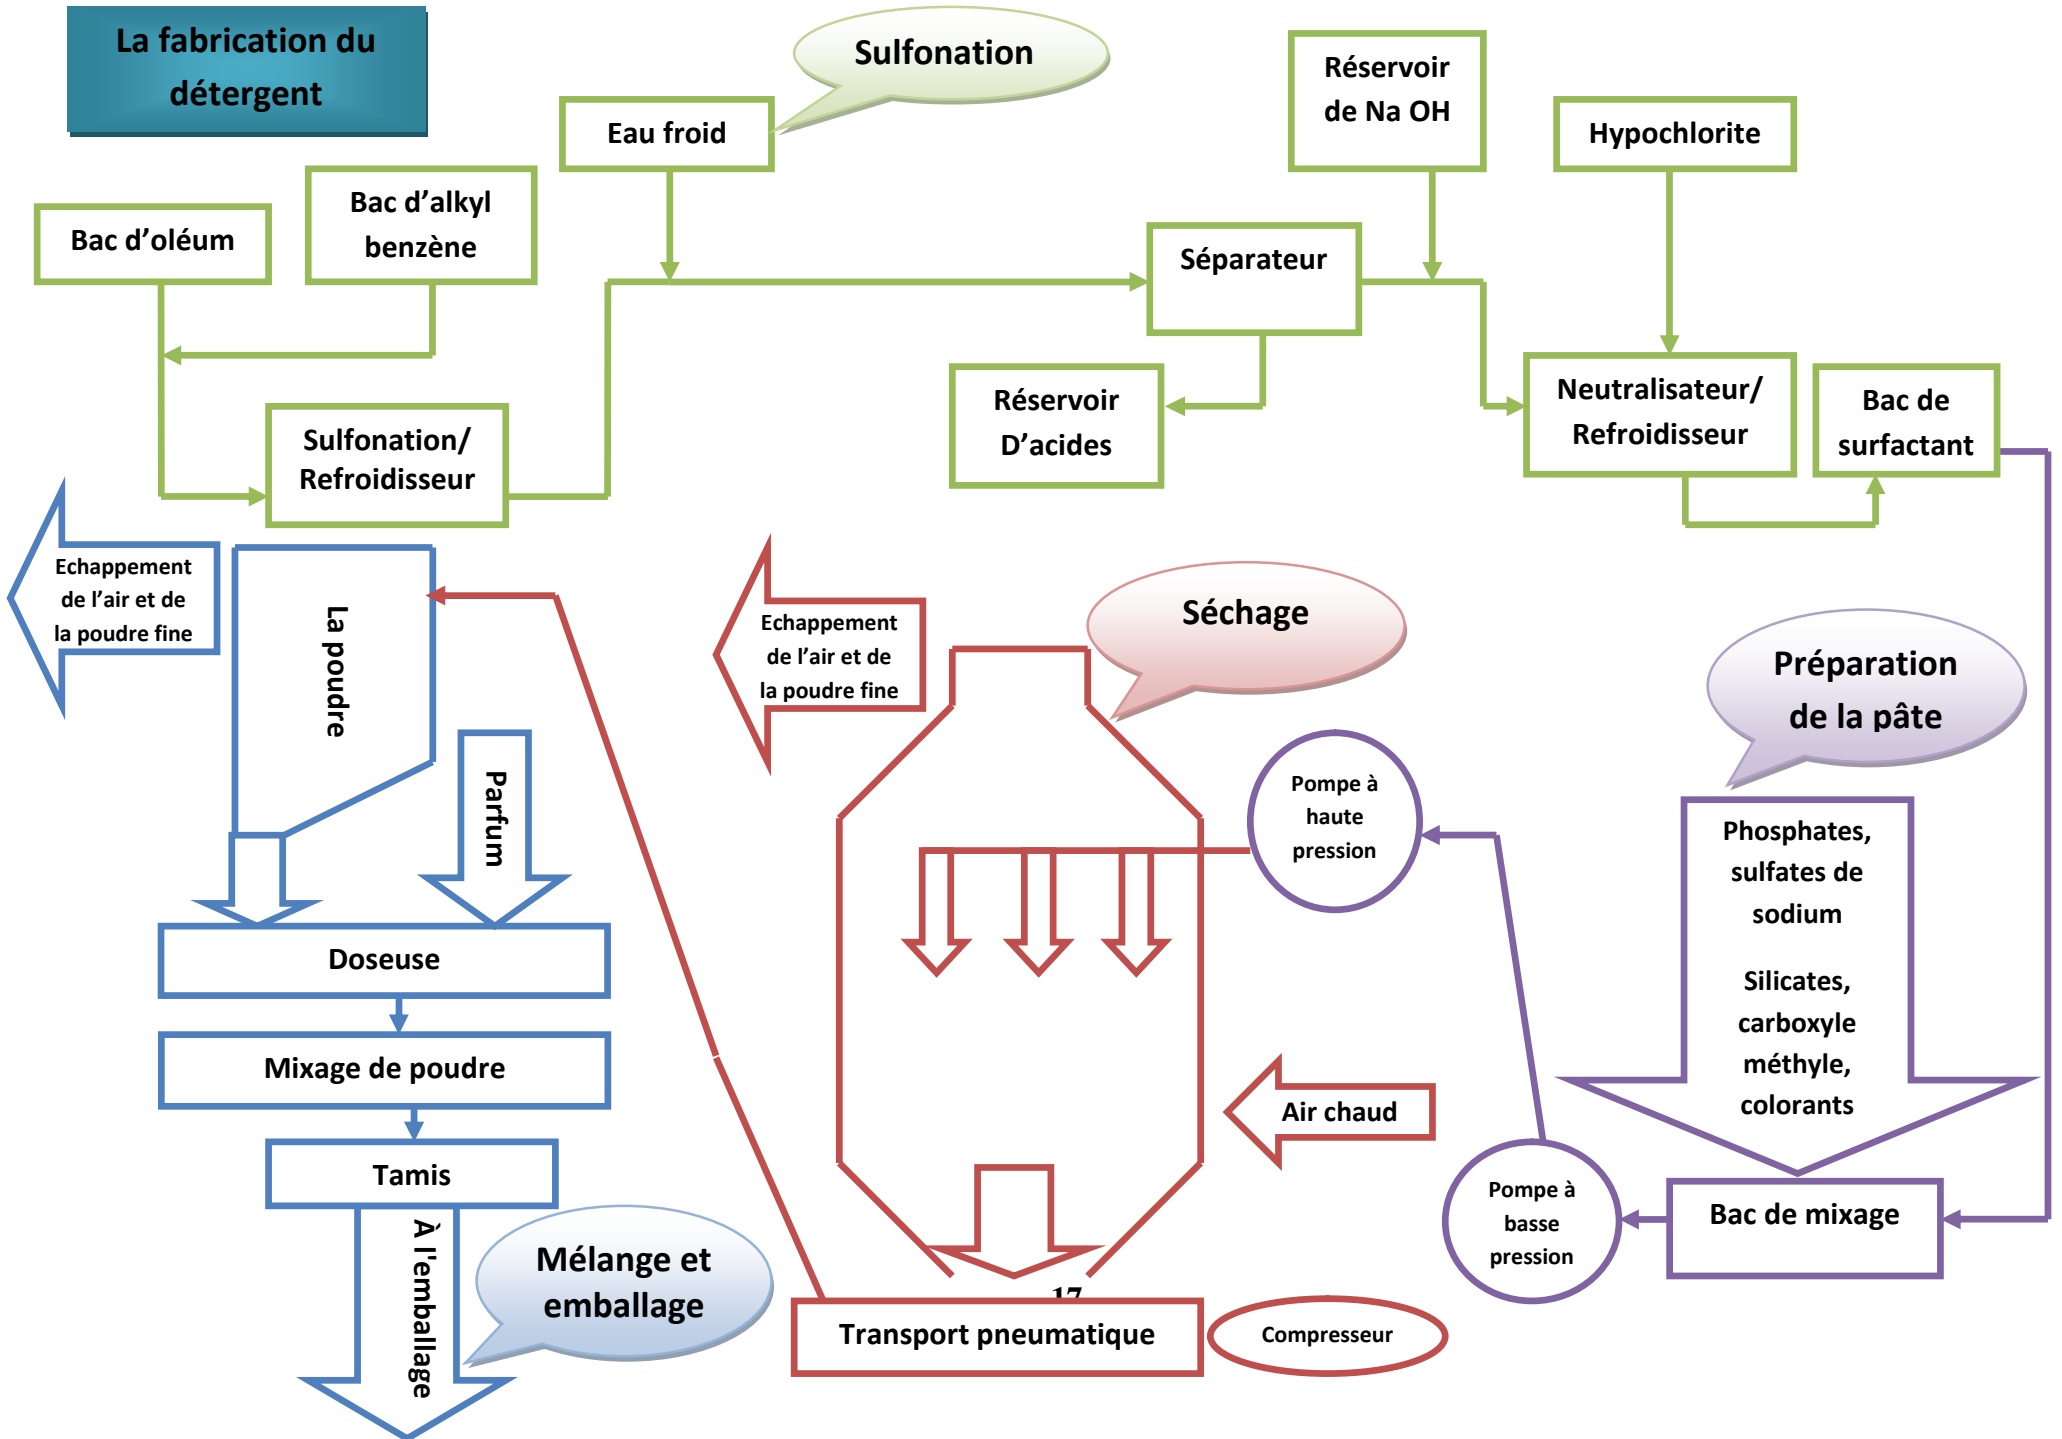 La fabrication du
détergent
Sulfonation
Réservoir
de Na OH
Eau froid
Hypochlorite
Bac d’oléum
Bac d’alkyl
benzène
Séparateur
Réservoir
D’acides
Neutralisateur/
Refroidisseur
Bac de
surfactant
Sulfonation/
Refroidisseur
Echappement
de l’air et de
la poudre fine
La poudre
Parfum
Echappement
de l’air et de
la poudre fine
Séchage
Préparation
de la pâte
Pompe à
haute
pression
Phosphates,
sulfates de
sodium
Silicates,
carboxyle
méthyle,
colorants
Doseuse
Mixage de poudre
Tamis
À l'emballage
Mélange et
emballage
Air chaud
Pompe à
basse
pression
Bac de mixage
17
Transport pneumatique
Compresseur